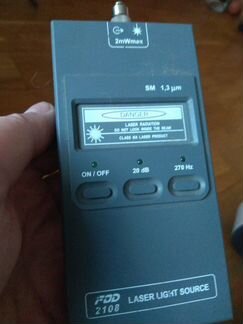 2mWmax
SM 1,3 µm
DANGER
LASER RADIATION
DO NOT LOOK INSIDE THE BEAM
CLASS IIIA LASER PRODUCT
ON / OFF 20 dB 270 Hz
FOD
2108 LASER LIGHT SOURCE